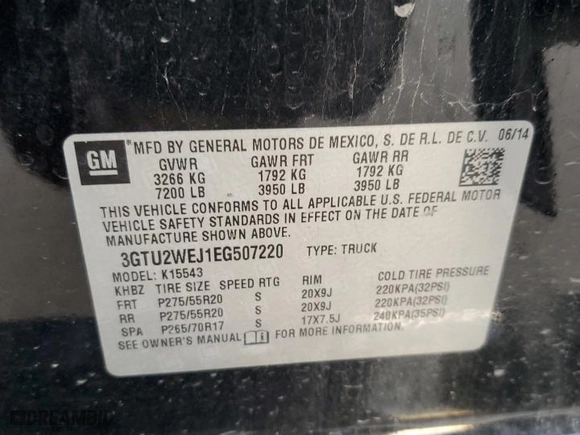 GM
MFD BY GENERAL MOTORS DE MEXICO, S. DE R.L. DE C.V. 06/14
GVWR GAWR FRT GAWR RR
3266 KG 1792 KG 1792 KG
7200 LB 3950 LB 3950 LB
THIS VEHICLE CONFORMS TO ALL APPLICABLE U.S. FEDERAL MOTOR
VEHICLE SAFETY STANDARDS IN EFFECT ON THE DATE OF
MANUFACTURE SHOWN ABOVE.
3GTU2WEJ1EG507220 TYPE: TRUCK
MODEL: K15543
KHBZ TIRE SIZE SPEED RTG RIM COLD TIRE PRESSURE
FRT P275/55R20 S 20X9J 220KPA(32PSI)
RR P275/55R20 S 20X9J 220KPA(32PSI)
SPA P265/70R17 S 17X7.5J 240KPA(35PSI)
SEE OWNER'S MANUAL